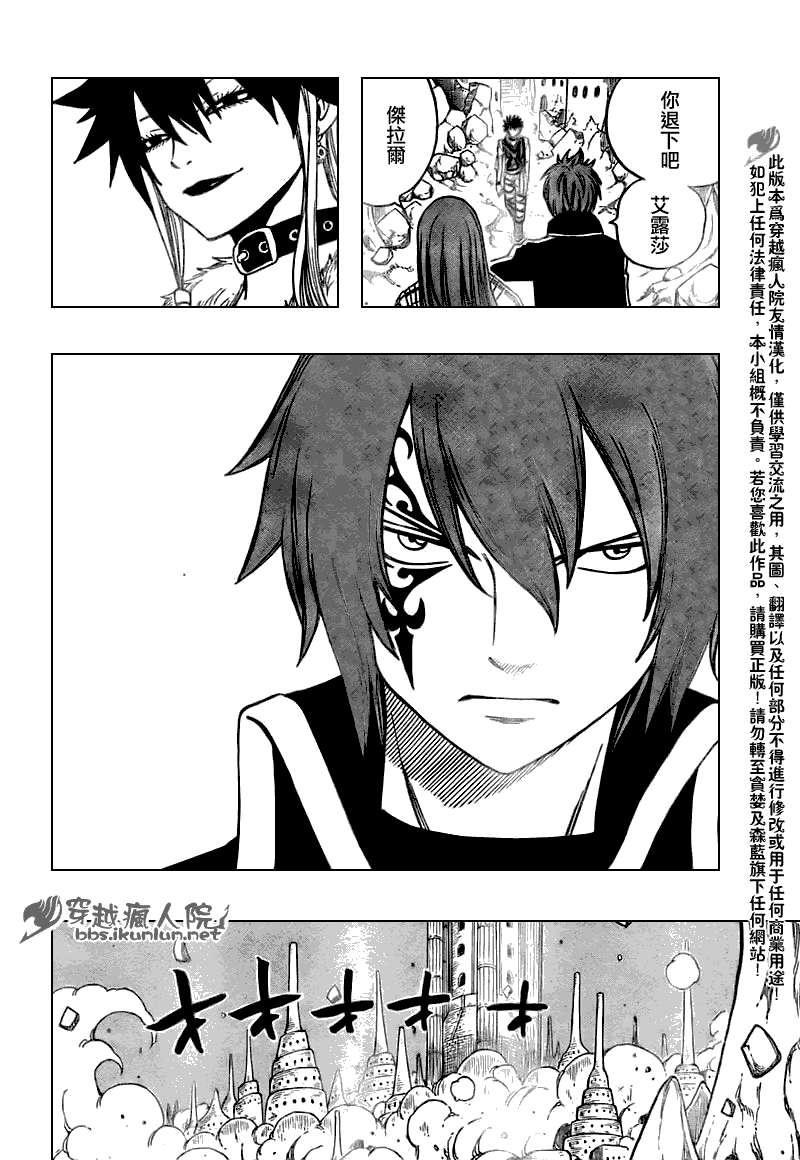 你退下吧
艾露莎
傑拉爾
此版本爲穿越瘋人院友情漢化，僅供學習交流之用，其圖、翻譯以及任何部分不得進行修改或用于任何商業用途！
如犯上任何法律責任，本小組概不負責。若您喜歡此作品，請購買正版！請勿轉至貪婪及森藍旗下任何網站！
穿越瘋人院
bbs.ikunlun.net